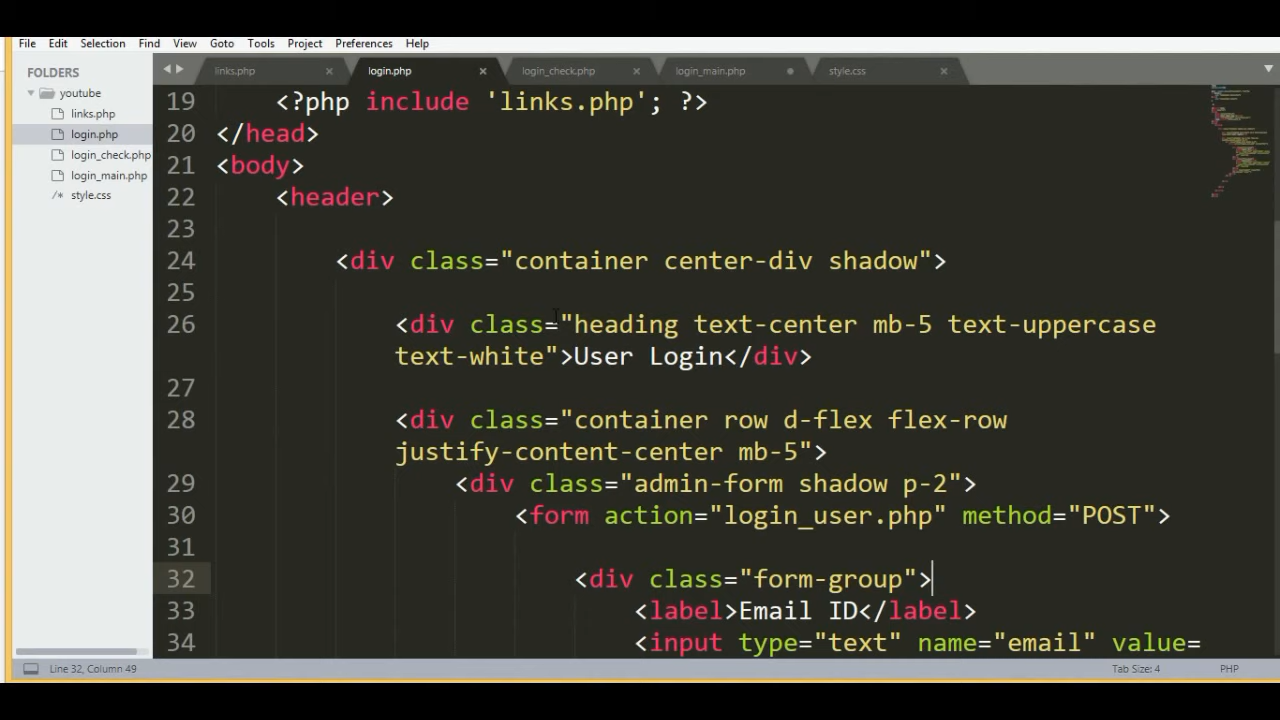 File Edit Selection Find View Goto Tools Project Preferences Help
FOLDERS
youtube
links.php
login.php
login_check.php
login_main.php
/* style.css
links.php × login.php × login_check.php × login_main.php style.css ×
19 <?php include 'links.php'; ?>
20 </head>
21 <body>
22 <header>
23
24 <div class="container center-div shadow">
25
26 <div class="heading text-center mb-5 text-uppercase
text-white">User Login</div>
27
28 <div class="container row d-flex flex-row
justify-content-center mb-5">
29 <div class="admin-form shadow p-2">
30 <form action="login_user.php" method="POST">
31
32 <div class="form-group">
33 <label>Email ID</label>
34 <input type="text" name="email" value=
Line 32, Column 49
Tab Size: 4
PHP